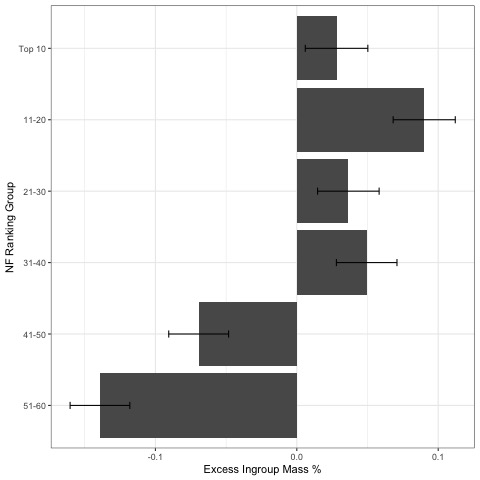 Top 10
11-20
21-30
31-40
41-50
51-60
NF Ranking Group
-0.1
0.0
0.1
Excess Ingroup Mass %